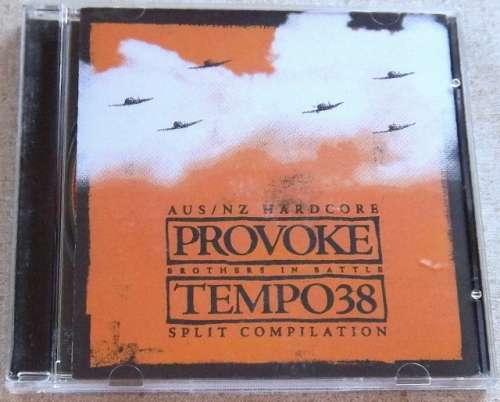 AUS/NZ HARDCORE
PROVOKE
BROTHERS IN BATTLE
TEMPO38
SPLIT COMPILATION